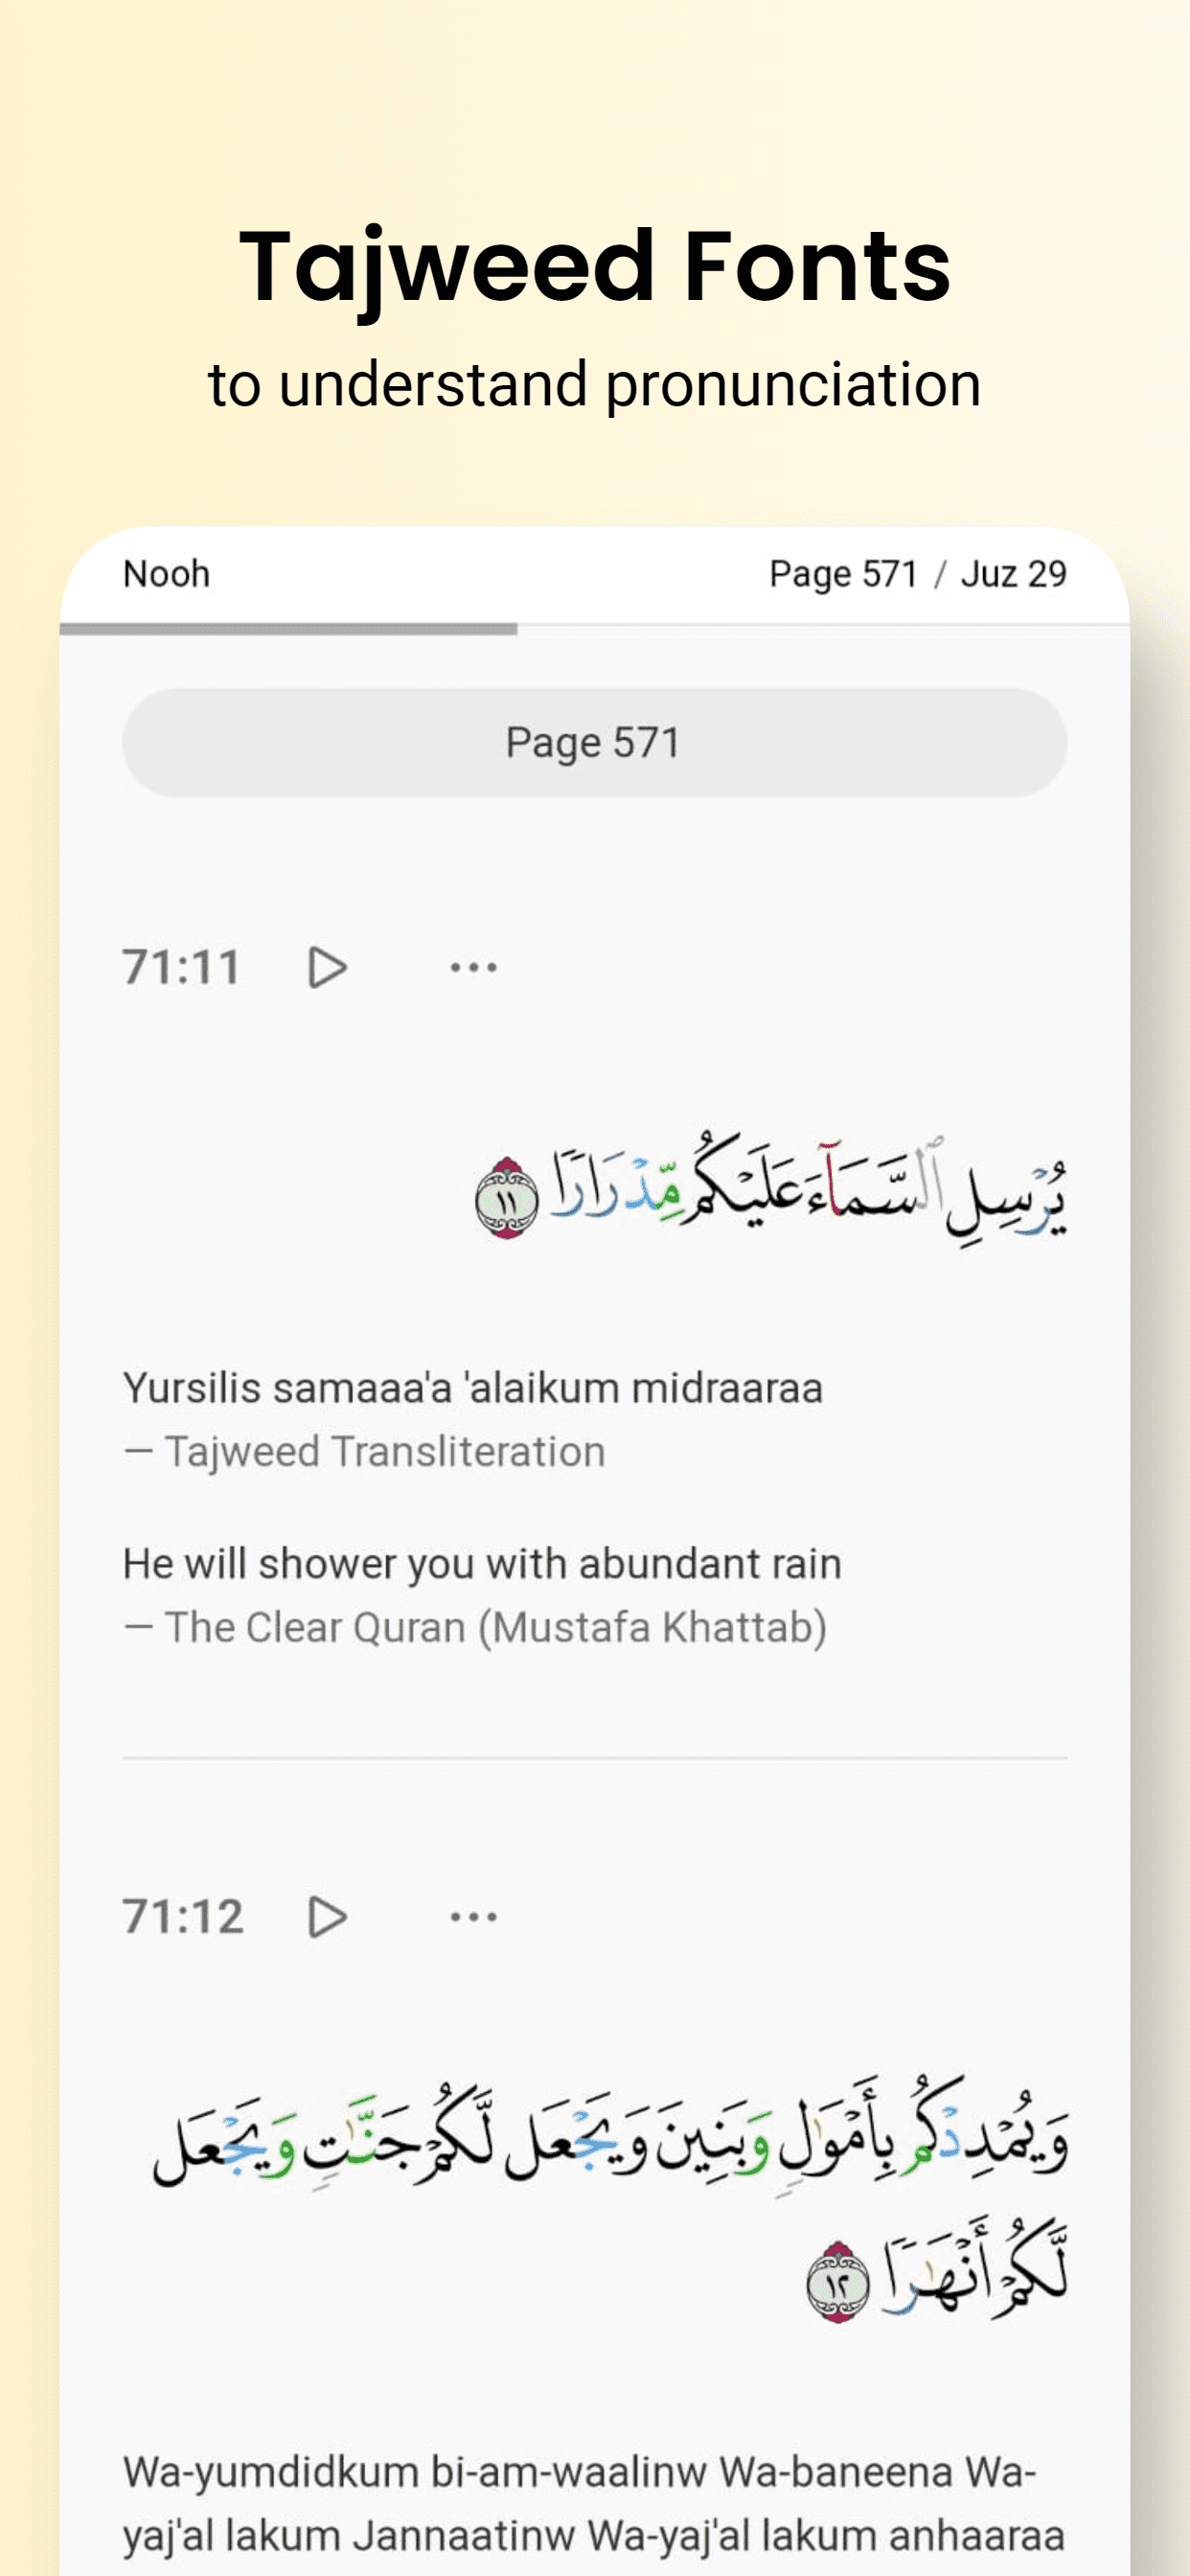 Tajweed Fonts
to understand pronunciation
Nooh
Page 571 / Juz 29
Page 571
71:11
يُرْسِلِ ٱلسَّمَآءَ عَلَيْكُم مِّدْرَارًا ١١
Yursilis samaaa'a 'alaikum midraaraa
— Tajweed Transliteration
He will shower you with abundant rain
— The Clear Quran (Mustafa Khattab)
71:12
وَيُمْدِدْكُم بِأَمْوَٰلٍ وَبَنِينَ وَيَجْعَل لَّكُمْ جَنَّـٰتٍ وَيَجْعَل
لَّكُمْ أَنْهَـٰرًا ١٢
Wa-yumdidkum bi-am-waalinw Wa-baneena Wa-
yaj'al lakum Jannaatinw Wa-yaj'al lakum anhaaraa